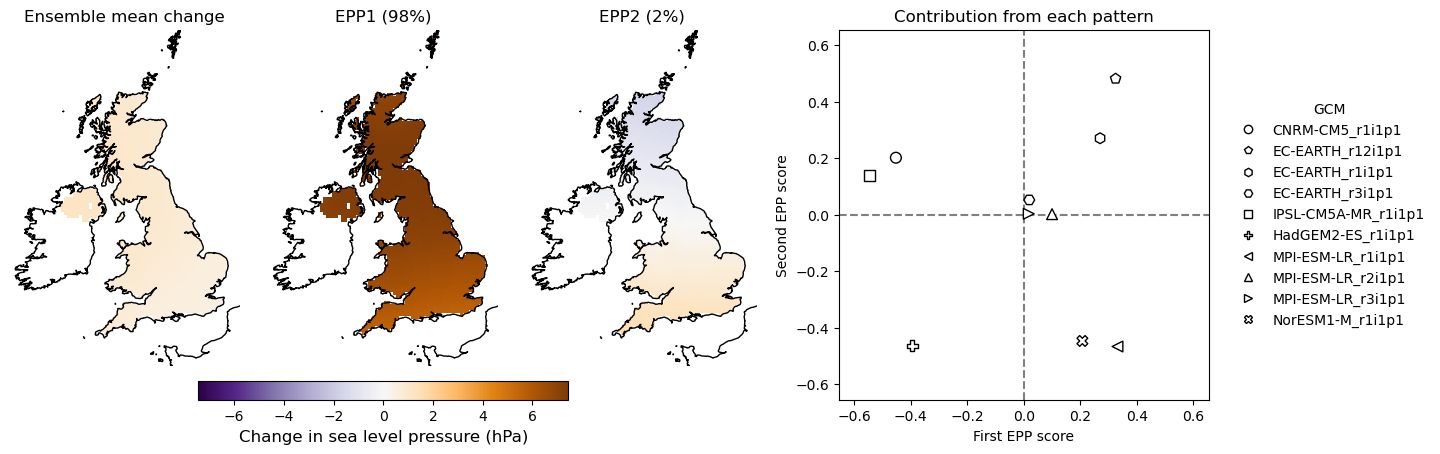 Ensemble mean change
EPP1 (98%)
EPP2 (2%)
−6 −4 −2 0 2 4 6
Change in sea level pressure (hPa)
Contribution from each pattern
Second EPP score
0.6
0.4
0.2
0.0
−0.2
−0.4
−0.6
−0.6 −0.4 −0.2 0.0 0.2 0.4 0.6
First EPP score
GCM
CNRM-CM5_r1i1p1
EC-EARTH_r12i1p1
EC-EARTH_r1i1p1
EC-EARTH_r3i1p1
IPSL-CM5A-MR_r1i1p1
HadGEM2-ES_r1i1p1
MPI-ESM-LR_r1i1p1
MPI-ESM-LR_r2i1p1
MPI-ESM-LR_r3i1p1
NorESM1-M_r1i1p1